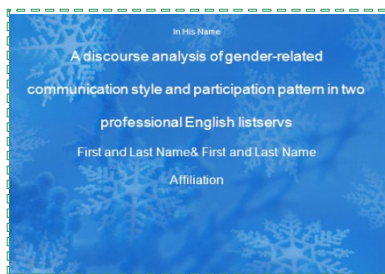 In His Name
A discourse analysis of gender-related
communication style and participation pattern in two
professional English listservs
First and Last Name& First and Last Name
Affiliation